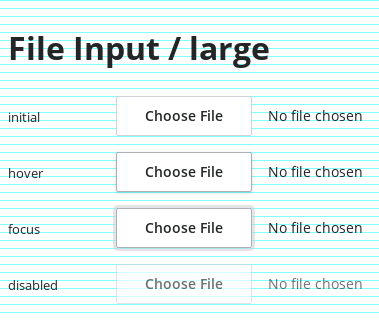 File Input / large
initial Choose File No file chosen
hover Choose File No file chosen
focus Choose File No file chosen
disabled Choose File No file chosen